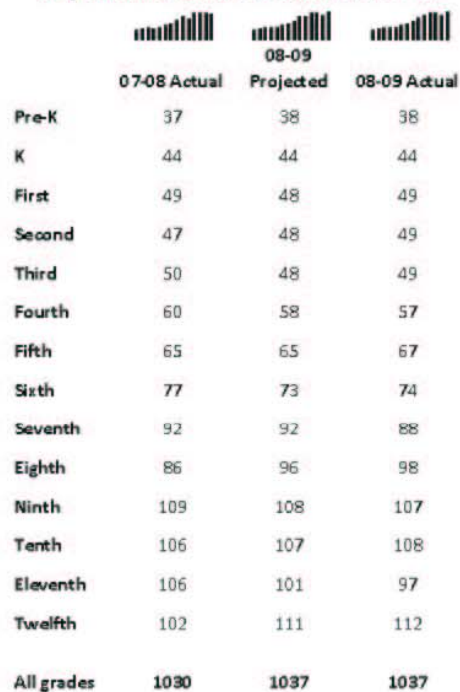 08-09
07-08 Actual Projected 08-09 Actual
Pre-K 37 38 38
K 44 44 44
First 49 48 49
Second 47 48 49
Third 50 48 49
Fourth 60 58 57
Fifth 65 65 67
Sixth 77 73 74
Seventh 92 92 88
Eighth 86 96 98
Ninth 109 108 107
Tenth 106 107 108
Eleventh 106 101 97
Twelfth 102 111 112
All grades 1030 1037 1037